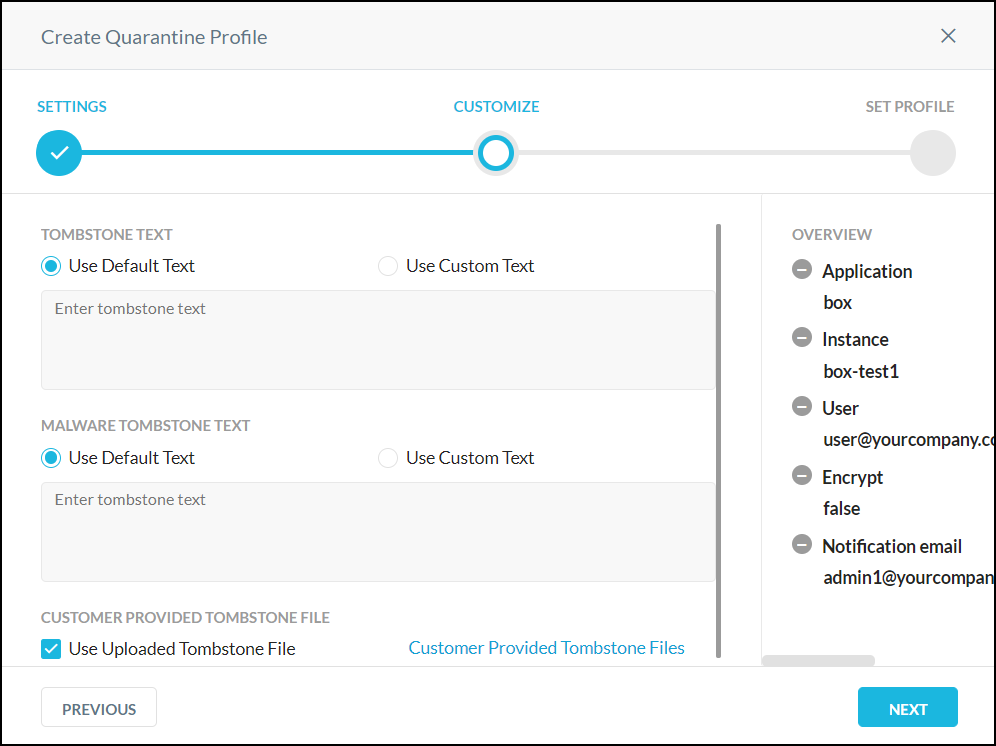 Create Quarantine Profile
SETTINGS
CUSTOMIZE
SET PROFILE
TOMBSTONE TEXT
Use Default Text
Use Custom Text
Enter tombstone text
MALWARE TOMBSTONE TEXT
Use Default Text
Use Custom Text
Enter tombstone text
CUSTOMER PROVIDED TOMBSTONE FILE
Use Uploaded Tombstone File
Customer Provided Tombstone Files
OVERVIEW
Application
box
Instance
box-test1
User
user@yourcompany.co
Encrypt
false
Notification email
admin1@yourcompan
PREVIOUS
NEXT